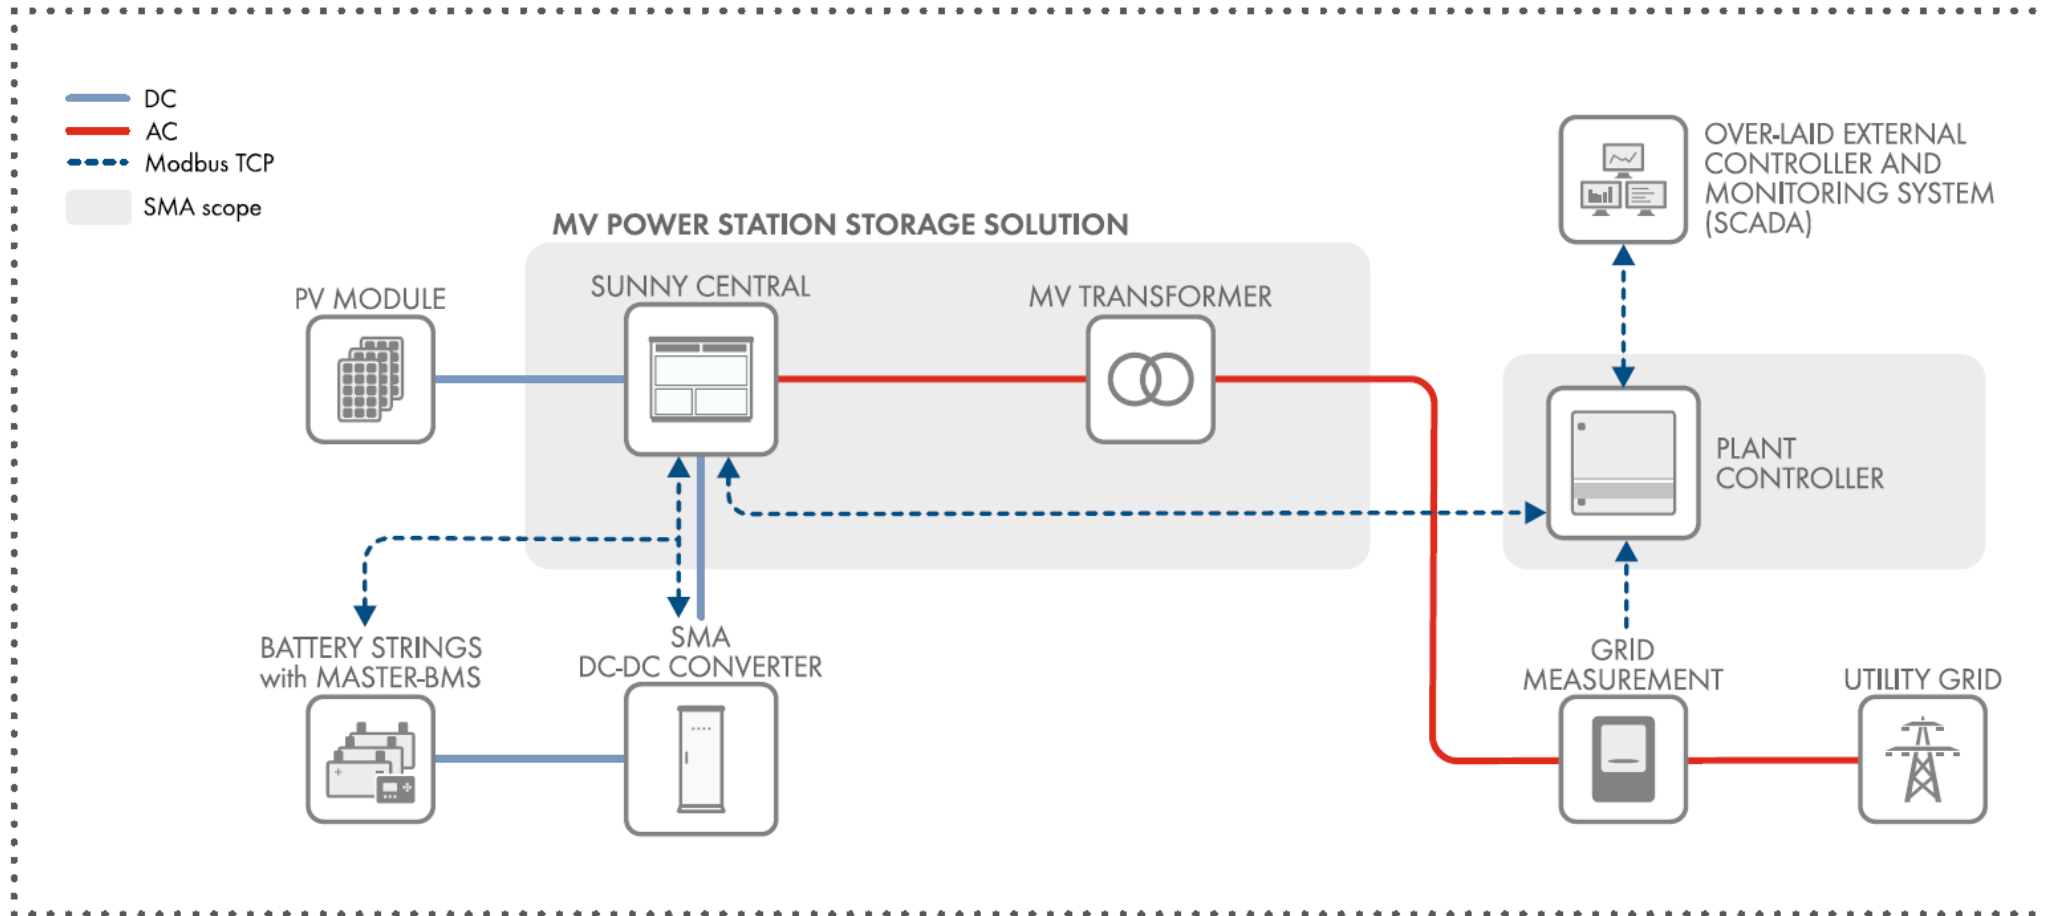 DC
AC
Modbus TCP
SMA scope
MV POWER STATION STORAGE SOLUTION
PV MODULE
SUNNY CENTRAL
MV TRANSFORMER
OVER-LAID EXTERNAL
CONTROLLER AND
MONITORING SYSTEM
(SCADA)
PLANT
CONTROLLER
BATTERY STRINGS
with MASTER-BMS
SMA
DC-DC CONVERTER
GRID
MEASUREMENT
UTILITY GRID